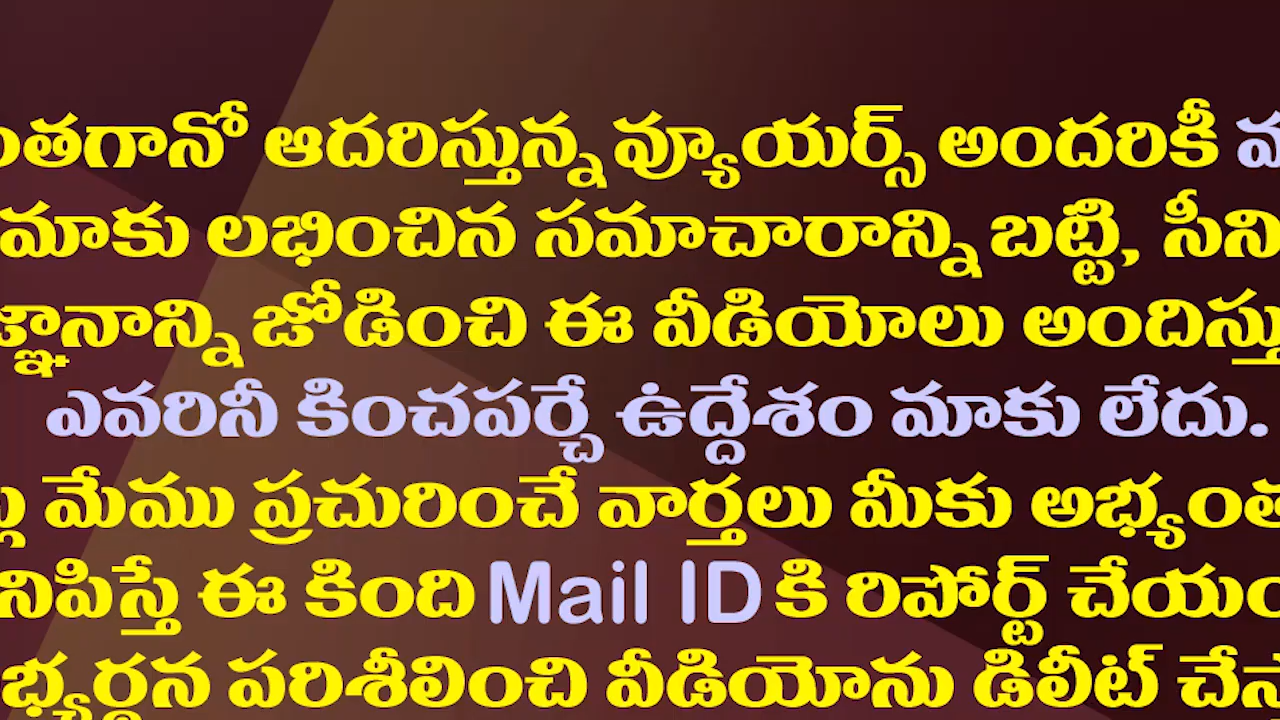 ంతగానో ఆదరిస్తున్న వ్యూయర్స్ అందరికీ
మాకు లభించిన సమాచారాన్ని బట్టి, సీని
జ్ఞానాన్ని జోడించి ఈ వీడియోలు అందిస్తు
ఎవరినీ కించపర్చే ఉద్దేశం మాకు లేదు.
మేము ప్రచురించే వార్తలు మీకు అభ్యంత
నిపిస్తే ఈ కింది Mail ID కి రిపోర్ట్ చేయం
భ్యర్థన పరిశీలించి వీడియోను డిలీట్ చేస